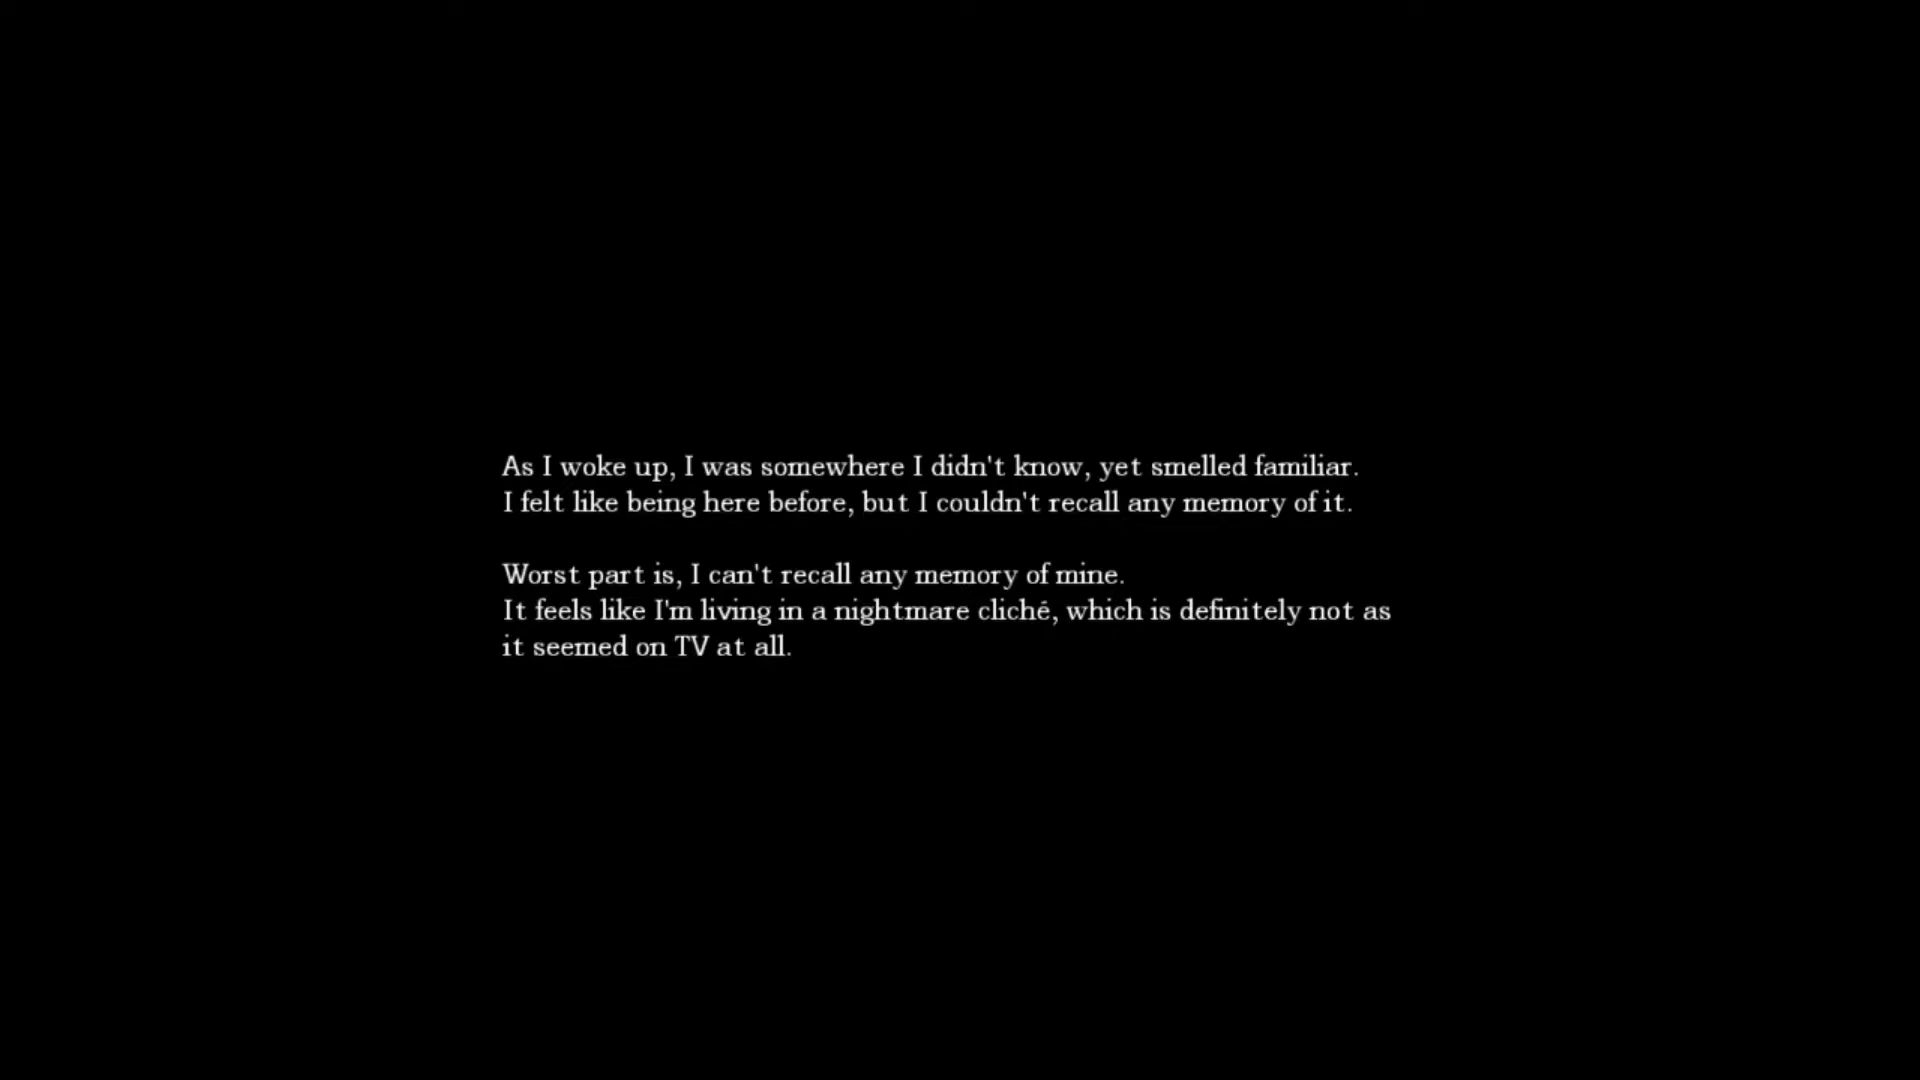 As I woke up, I was somewhere I didn't know, yet smelled familiar.
I felt like being here before, but I couldn't recall any memory of it.
Worst part is, I can't recall any memory of mine.
It feels like I'm living in a nightmare cliché, which is definitely not as
it seemed on TV at all.